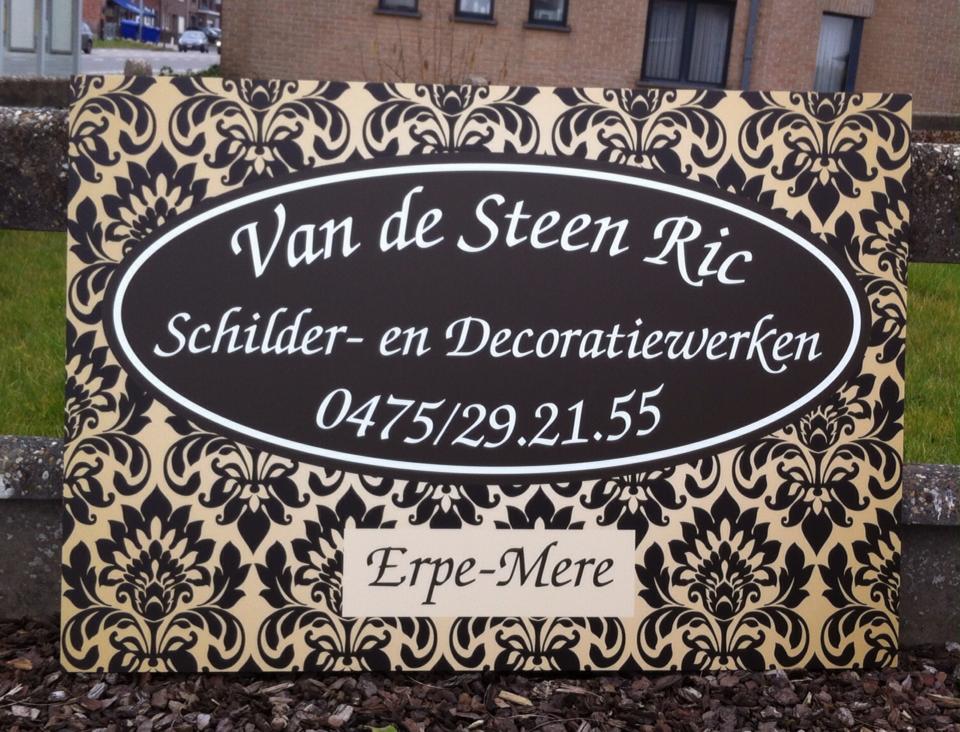 Van de Steen Ric
Schilder- en Decoratiewerken
0475/29.21.55
Erpe-Mere